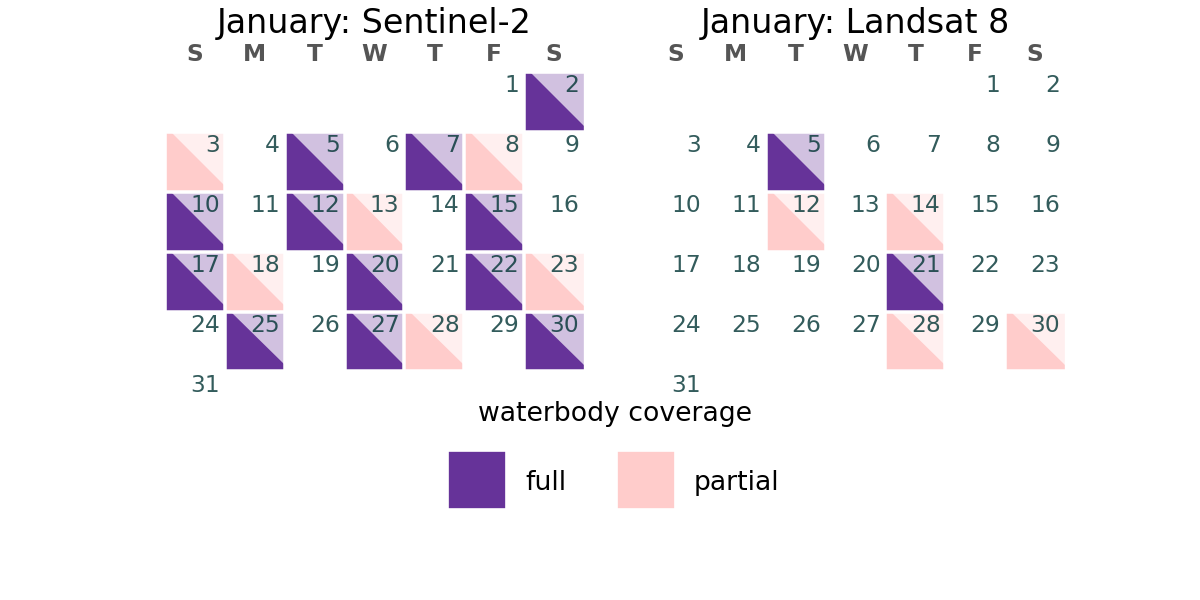 January: Sentinel-2
S M T W T F S
1 2
3 4 5 6 7 8 9
10 11 12 13 14 15 16
17 18 19 20 21 22 23
24 25 26 27 28 29 30
31
January: Landsat 8
S M T W T F S
1 2
3 4 5 6 7 8 9
10 11 12 13 14 15 16
17 18 19 20 21 22 23
24 25 26 27 28 29 30
31
waterbody coverage
full partial